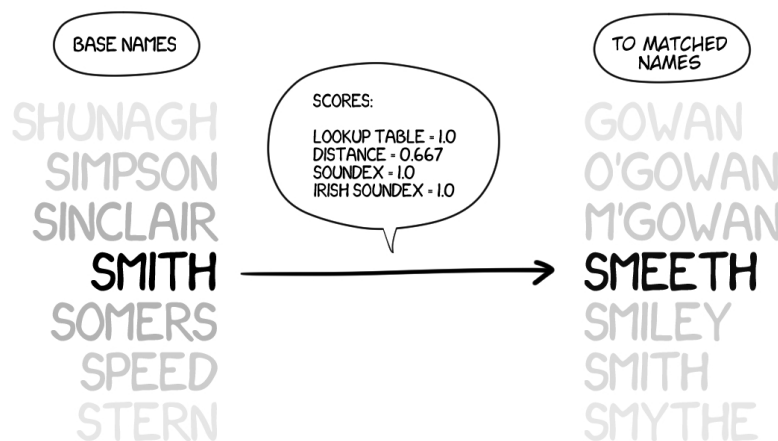 BASE NAMES
TO MATCHED
NAMES
SCORES:
LOOKUP TABLE = 1.0
DISTANCE = 0.667
SOUNDEX = 1.0
IRISH SOUNDEX = 1.0
SHUNAGH
SIMPSON
SINCLAIR
SMITH
SOMERS
SPEED
STERN
GOWAN
O'GOWAN
M'GOWAN
SMEETH
SMILEY
SMITH
SMYTHE